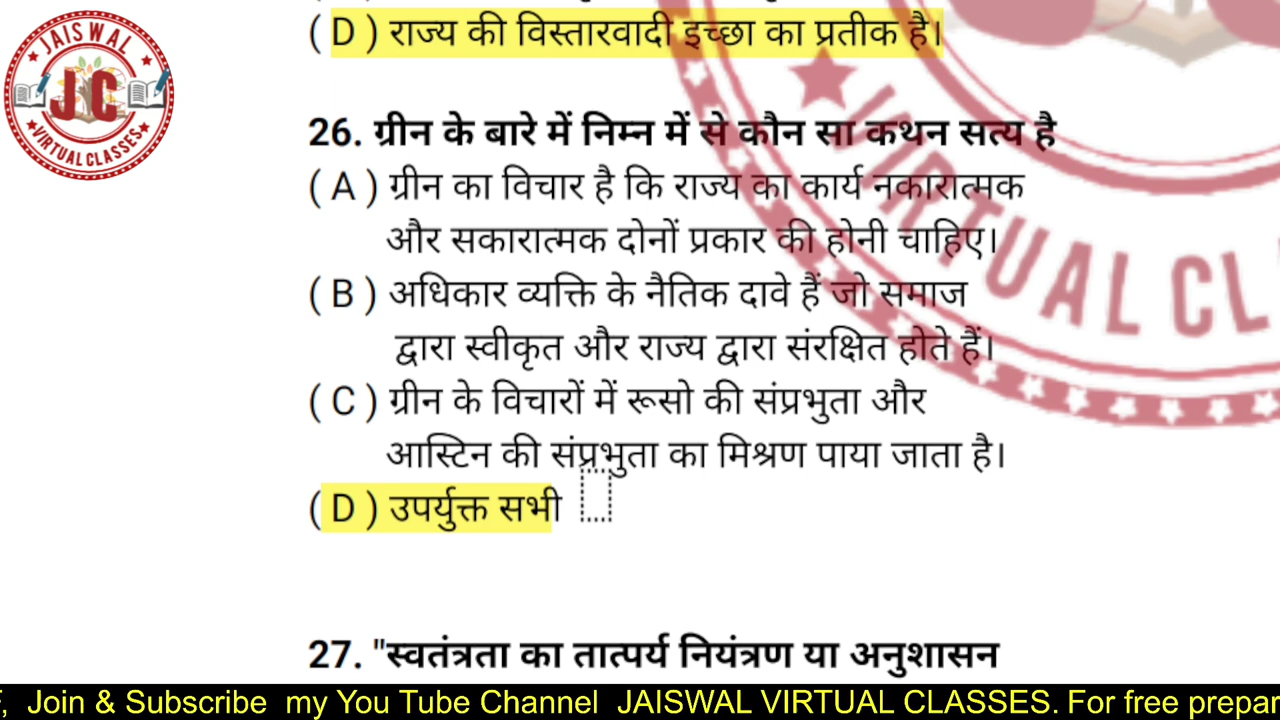 JAISWAL
JC
VIRTUAL CLASSES
( D ) राज्य की विस्तारवादी इच्छा का प्रतीक है।
26. ग्रीन के बारे में निम्न में से कौन सा कथन सत्य है
( A ) ग्रीन का विचार है कि राज्य का कार्य नकारात्मक
और सकारात्मक दोनों प्रकार की होनी चाहिए।
( B ) अधिकार व्यक्ति के नैतिक दावे हैं जो समाज
द्वारा स्वीकृत और राज्य द्वारा संरक्षित होते हैं।
( C ) ग्रीन के विचारों में रूसो की संप्रभुता और
आस्टिन की संप्रभुता का मिश्रण पाया जाता है।
( D ) उपर्युक्त सभी
27. "स्वतंत्रता का तात्पर्य नियंत्रण या अनुशासन
VIRTUAL CL
Join & Subscribe my You Tube Channel JAISWAL VIRTUAL CLASSES. For free prepar